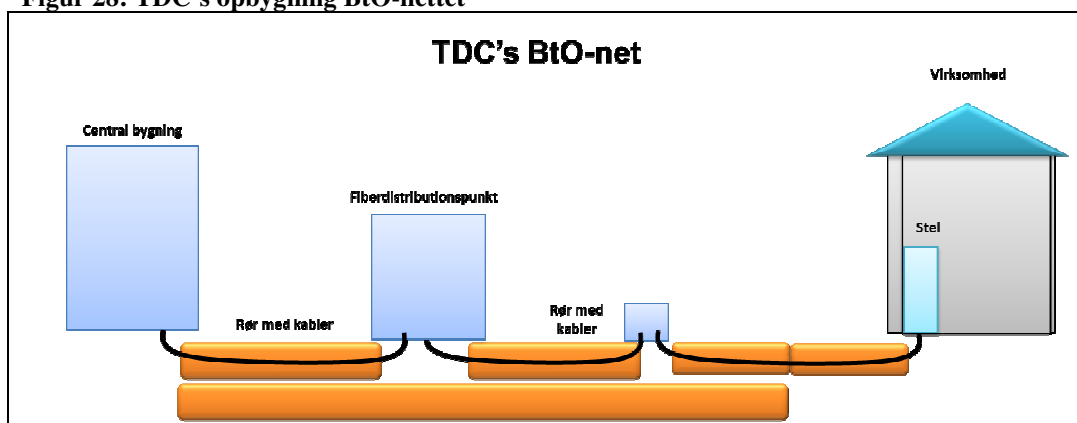 Figur 28: TDC's opbygning BtO-nettet
TDC's BtO-net
Virksomhed
Central bygning
Fiberdistributionspunkt
Stel
Rør med kabler
Rør med
kabler